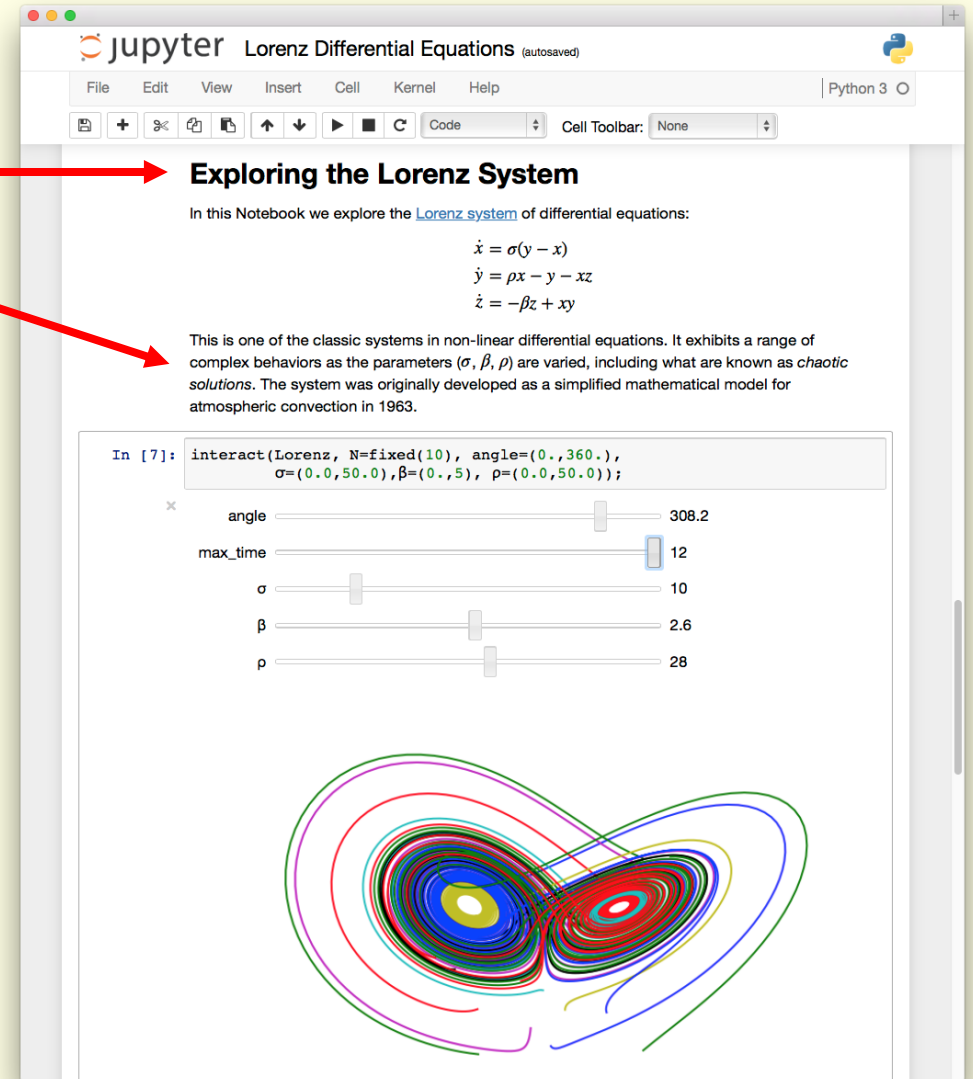 jupyter Lorenz Differential Equations (autosaved)
File Edit View Insert Cell Kernel Help Python 3
Code Cell Toolbar: None
Exploring the Lorenz System
In this Notebook we explore the Lorenz system of differential equations:
ẋ = σ(y − x)
ẏ = ρx − y − xz
ż = −βz + xy
This is one of the classic systems in non-linear differential equations. It exhibits a range of
complex behaviors as the parameters (σ, β, ρ) are varied, including what are known as chaotic
solutions. The system was originally developed as a simplified mathematical model for
atmospheric convection in 1963.
In [7]: interact(Lorenz, N=fixed(10), angle=(0.,360.),
σ=(0.0,50.0),β=(0.,5), ρ=(0.0,50.0));
angle 308.2
max_time 12
σ 10
β 2.6
ρ 28